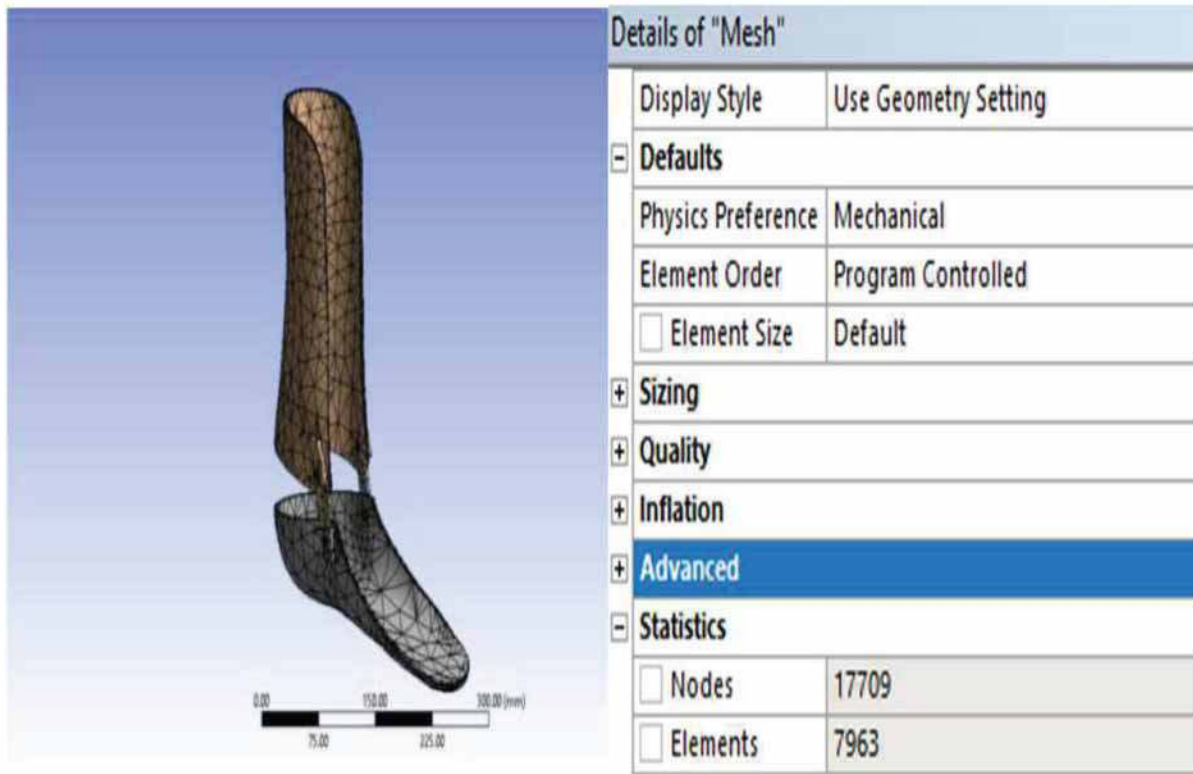 Details of "Mesh"
Display Style Use Geometry Setting
Defaults
Physics Preference Mechanical
Element Order Program Controlled
Element Size Default
Sizing
Quality
Inflation
Advanced
Statistics
Nodes 17709
Elements 7963
0.00 150.00 300.00 (mm)
75.00 225.00